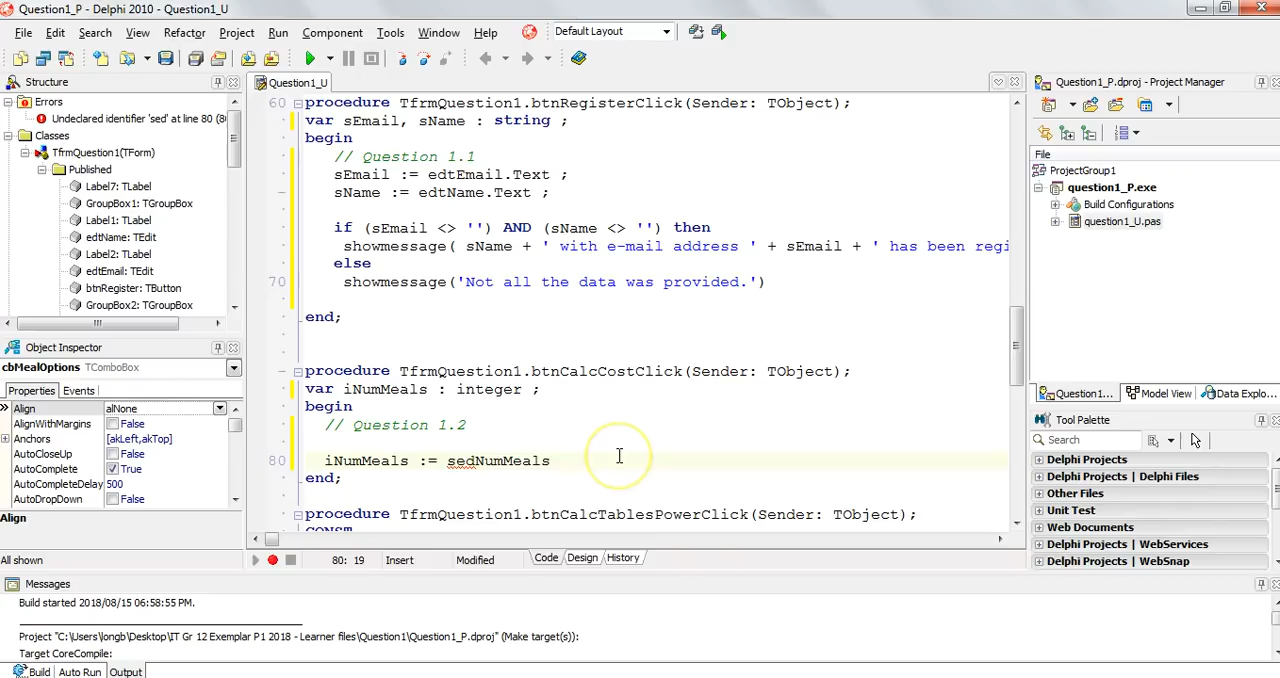 Question1_P - Delphi 2010 - Question1_U
File Edit Search View Refactor Project Run Component Tools Window Help Default Layout
Structure
Errors
Undeclared identifier 'sed' at line 80 (8
Classes
TfrmQuestion1(TForm)
Published
Label7: TLabel
GroupBox1: TGroupBox
Label1: TLabel
edtName: TEdit
Label2: TLabel
edtEmail: TEdit
btnRegister: TButton
GroupBox2: TGroupBox
Object Inspector
cbMealOptions TComboBox
Properties Events
Align alNone
AlignWithMargins False
Anchors [akLeft,akTop]
AutoCloseUp False
AutoComplete True
AutoCompleteDelay 500
AutoDropDown False
Align
All shown
Question1_U
60 procedure TfrmQuestion1.btnRegisterClick(Sender: TObject);
var sEmail, sName : string ;
begin
// Question 1.1
sEmail := edtEmail.Text ;
sName := edtName.Text ;
if (sEmail <> '') AND (sName <> '') then
showmessage( sName + ' with e-mail address ' + sEmail + ' has been regi
else
70 showmessage('Not all the data was provided.')
end;
procedure TfrmQuestion1.btnCalcCostClick(Sender: TObject);
var iNumMeals : integer ;
begin
// Question 1.2
80 iNumMeals := sedNumMeals
end;
procedure TfrmQuestion1.btnCalcTablesPowerClick(Sender: TObject);
80: 19 Insert Modified Code Design History
Question1_P.dproj - Project Manager
File
ProjectGroup1
question1_P.exe
Build Configurations
question1_U.pas
Question1... Model View Data Explo...
Tool Palette
Search
Delphi Projects
Delphi Projects | Delphi Files
Other Files
Unit Test
Web Documents
Delphi Projects | WebServices
Delphi Projects | WebSnap
Messages
Build started 2018/08/15 06:58:55 PM.
Project "C:\Users\longb\Desktop\IT Gr 12 Exemplar P1 2018 - Learner files\Question1\Question1_P.dproj" (Make target(s)):
Target CoreCompile:
Build Auto Run Output